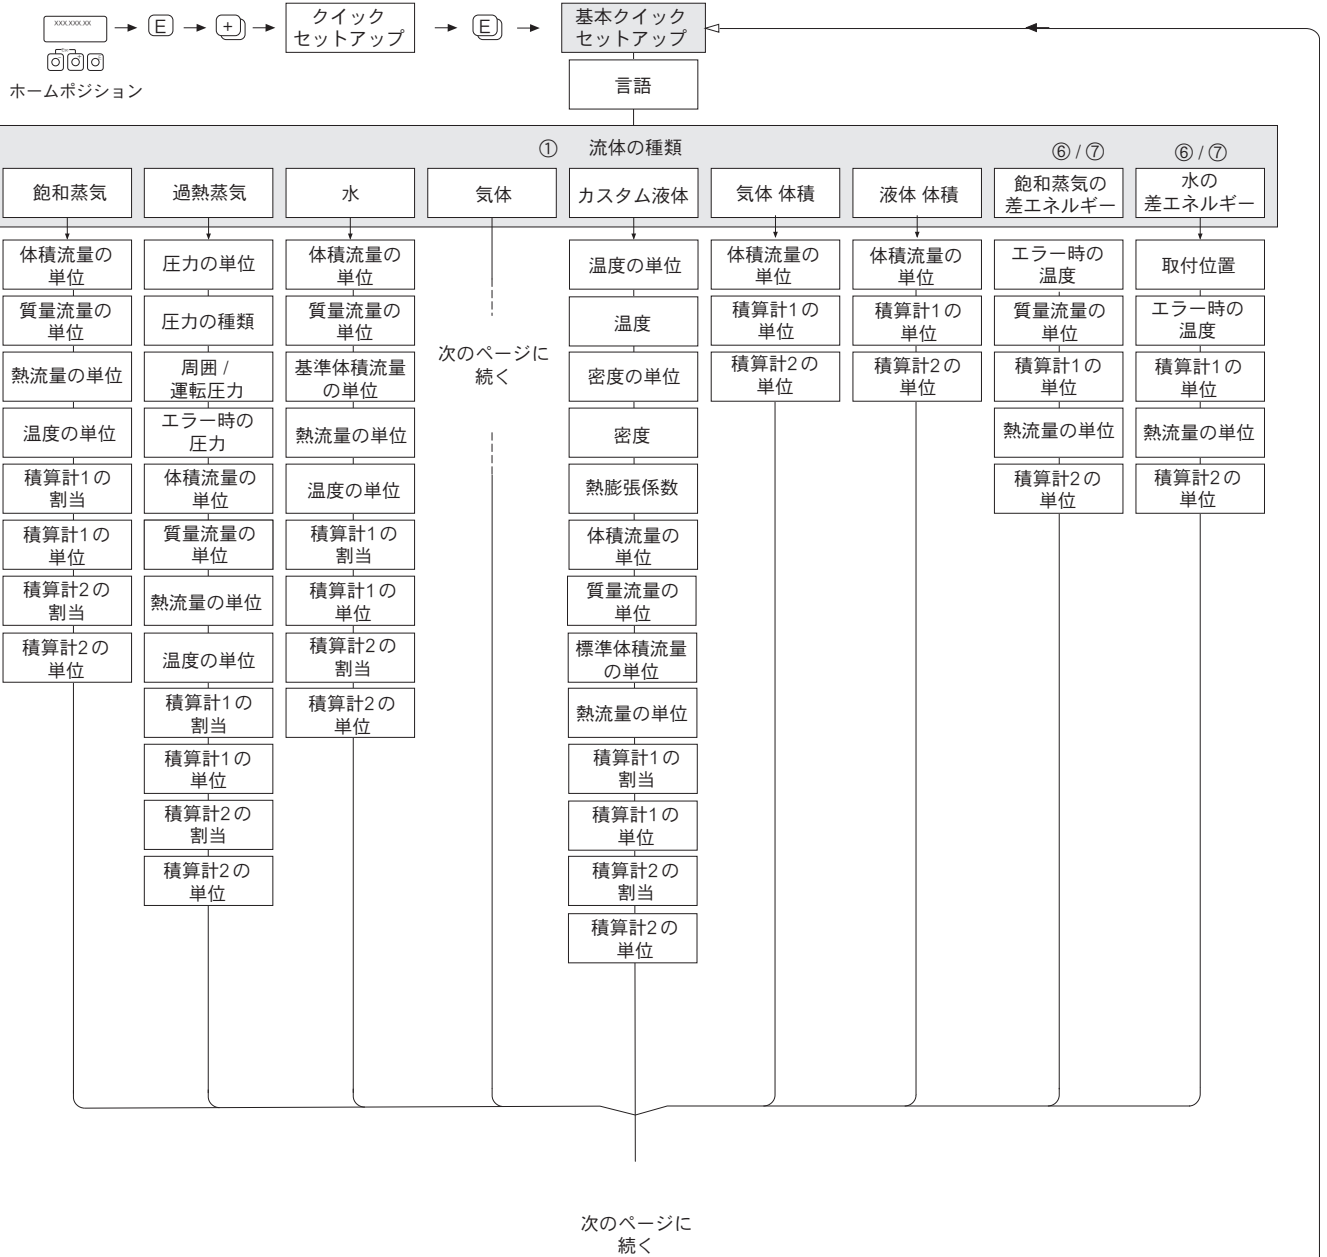 XXX.XXX.XX
E
+
クイック
セットアップ
E
基本クイック
セットアップ
Esc
ホームポジション
言語
① 流体の種類
⑥ / ⑦
⑥ / ⑦
飽和蒸気
過熱蒸気
水
気体
カスタム液体
気体 体積
液体 体積
飽和蒸気の
差エネルギー
水の
差エネルギー
体積流量の
単位
質量流量の
単位
熱流量の単位
温度の単位
積算計1の
割当
積算計1の
単位
積算計2の
割当
積算計2の
単位
圧力の単位
圧力の種類
周囲 /
運転圧力
エラー時の
圧力
体積流量の
単位
質量流量の
単位
熱流量の単位
温度の単位
積算計1の
割当
積算計1の
単位
積算計2の
割当
積算計2の
単位
体積流量の
単位
質量流量の
単位
基準体積流量
の単位
熱流量の単位
温度の単位
積算計1の
割当
積算計1の
単位
積算計2の
割当
積算計2の
単位
次のページに
続く
温度の単位
温度
密度の単位
密度
熱膨張係数
体積流量の
単位
質量流量の
単位
標準体積流量
の単位
熱流量の単位
積算計1の
割当
積算計1の
単位
積算計2の
割当
積算計2の
単位
体積流量の
単位
積算計1の
単位
積算計2の
単位
体積流量の
単位
積算計1の
単位
積算計2の
単位
エラー時の
温度
質量流量の
単位
積算計1の
単位
熱流量の単位
積算計2の
単位
取付位置
エラー時の
温度
積算計1の
単位
熱流量の単位
積算計2の
単位
次のページに
続く